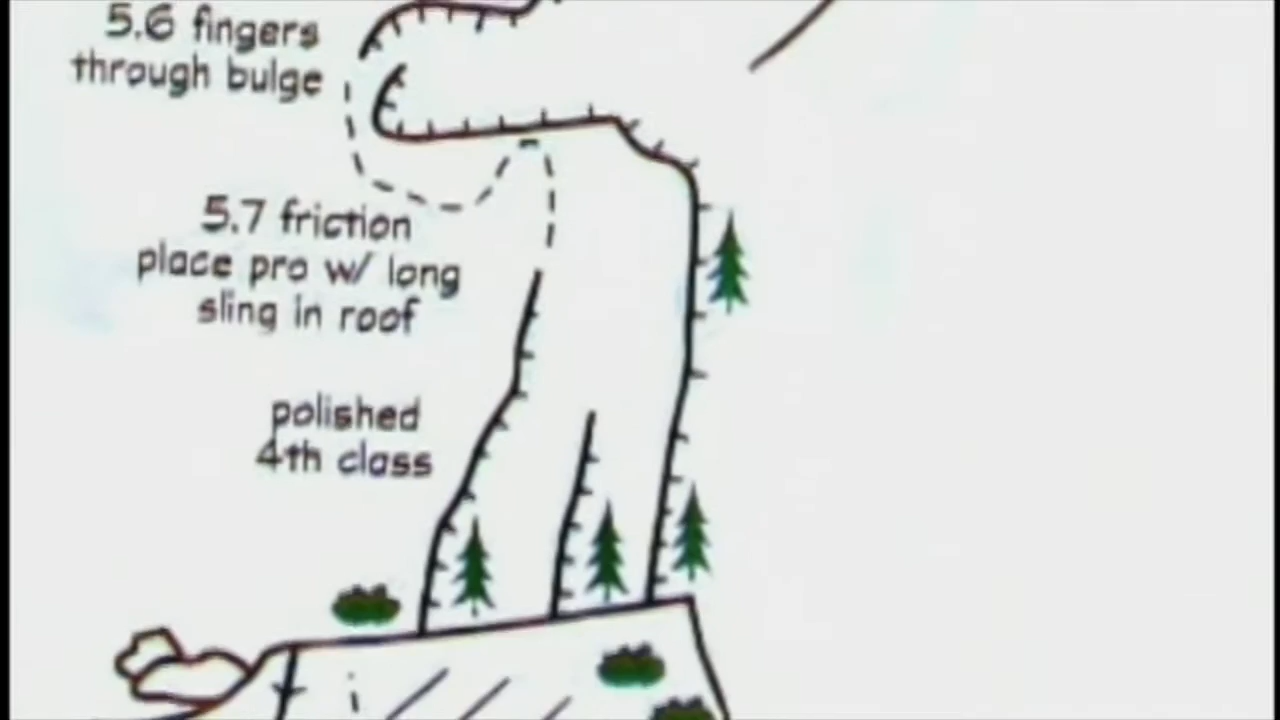 5.6 fingers
through bulge
5.7 friction
place pro w/ long
sling in roof
polished
4th class